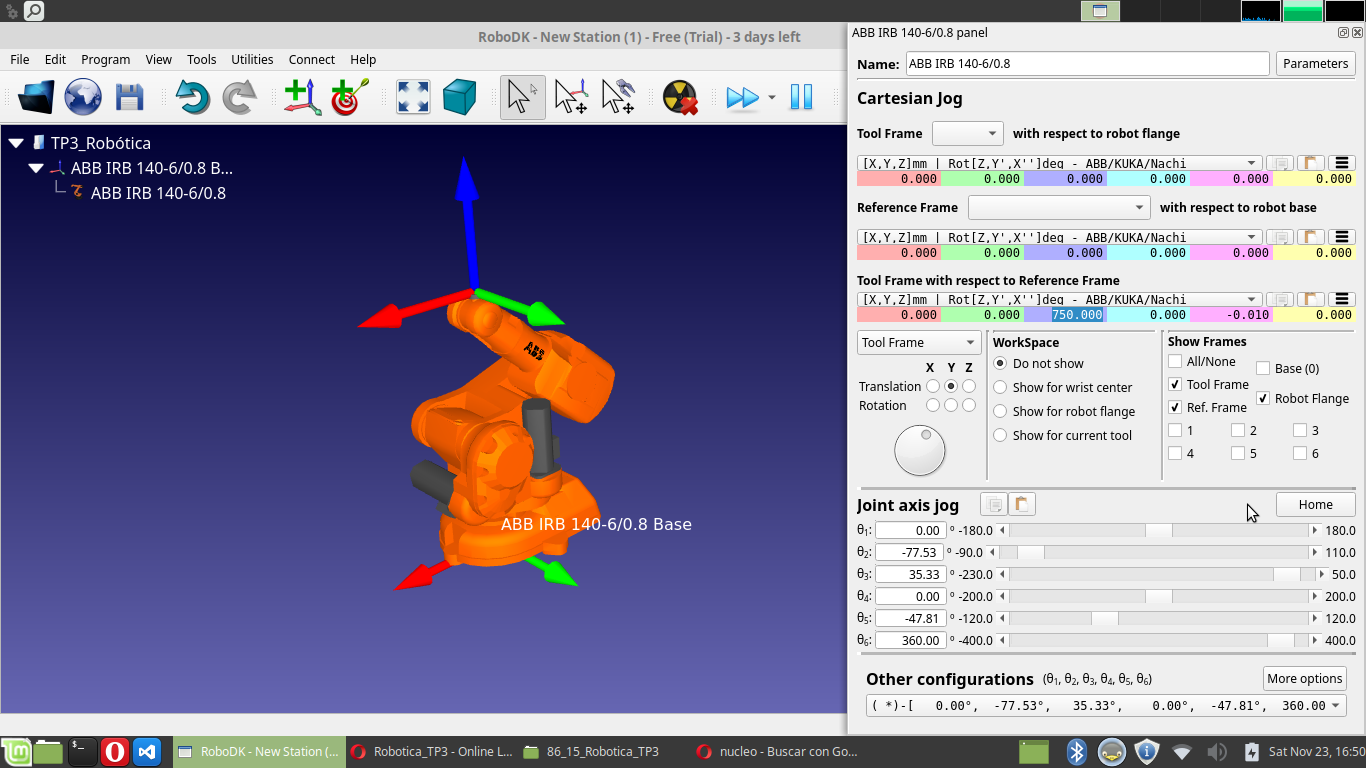 RoboDK - New Station (1) - Free (Trial) - 3 days left
File Edit Program View Tools Utilities Connect Help
TP3_Robótica
ABB IRB 140-6/0.8 B...
ABB IRB 140-6/0.8
ABB
ABB IRB 140-6/0.8 Base
ABB IRB 140-6/0.8 panel
Name: ABB IRB 140-6/0.8 Parameters
Cartesian Jog
Tool Frame with respect to robot flange
[X,Y,Z]mm | Rot[Z,Y',X'']deg - ABB/KUKA/Nachi
0.000 0.000 0.000 0.000 0.000 0.000
Reference Frame with respect to robot base
[X,Y,Z]mm | Rot[Z,Y',X'']deg - ABB/KUKA/Nachi
0.000 0.000 0.000 0.000 0.000 0.000
Tool Frame with respect to Reference Frame
[X,Y,Z]mm | Rot[Z,Y',X'']deg - ABB/KUKA/Nachi
0.000 0.000 750.000 0.000 -0.010 0.000
Tool Frame
X Y Z
Translation
Rotation
WorkSpace
Do not show
Show for wrist center
Show for robot flange
Show for current tool
Show Frames
All/None Base (0)
Tool Frame
Ref. Frame Robot Flange
1 2 3
4 5 6
Joint axis jog Home
θ1: 0.00 º -180.0 180.0
θ2: -77.53 º -90.0 110.0
θ3: 35.33 º -230.0 50.0
θ4: 0.00 º -200.0 200.0
θ5: -47.81 º -120.0 120.0
θ6: 360.00 º -400.0 400.0
Other configurations (θ1, θ2, θ3, θ4, θ5, θ6) More options
( *)-[ 0.00°, -77.53°, 35.33°, 0.00°, -47.81°, 360.00
RoboDK - New Station (... Robotica_TP3 - Online L... 86_15_Robotica_TP3 nucleo - Buscar con Go... Sat Nov 23, 16:50